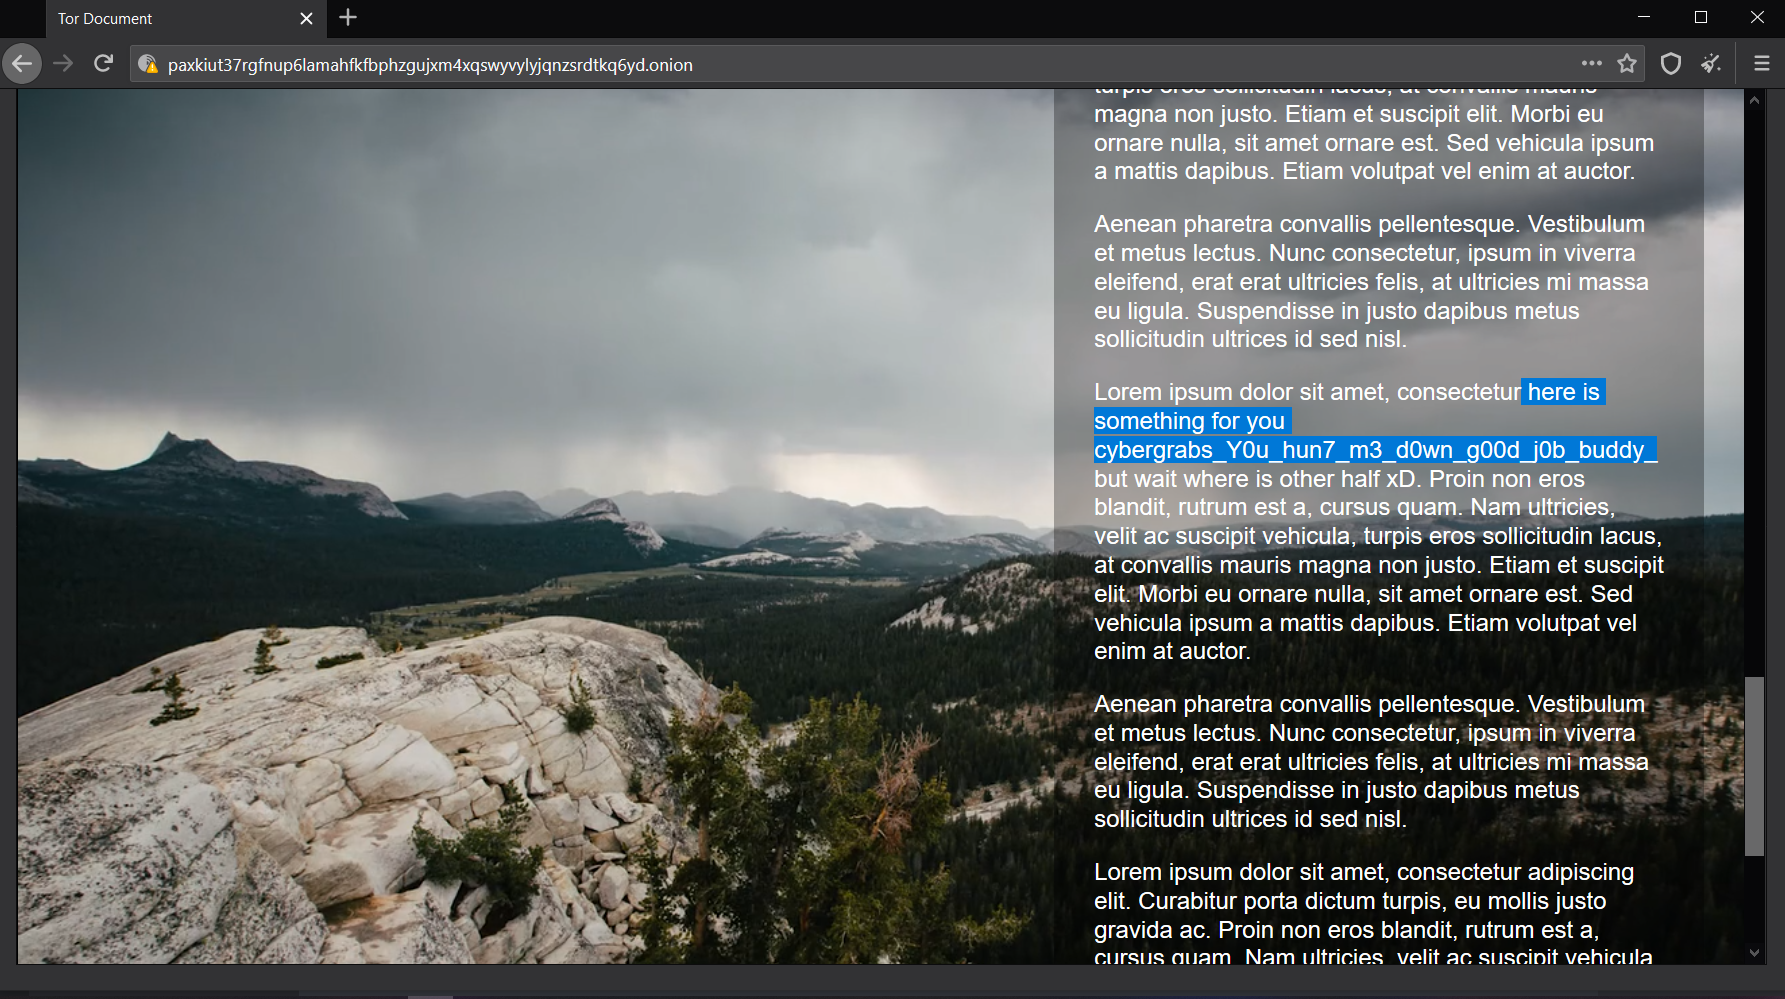 Tor Document
paxkiut37rgfnup6lamahfkfbphzgujxm4xqswyvylyjqnzsrdtkq6yd.onion
turpis eros sollicitudin lacus, at convallis mauris
magna non justo. Etiam et suscipit elit. Morbi eu
ornare nulla, sit amet ornare est. Sed vehicula ipsum
a mattis dapibus. Etiam volutpat vel enim at auctor.
Aenean pharetra convallis pellentesque. Vestibulum
et metus lectus. Nunc consectetur, ipsum in viverra
eleifend, erat erat ultricies felis, at ultricies mi massa
eu ligula. Suspendisse in justo dapibus metus
sollicitudin ultrices id sed nisl.
Lorem ipsum dolor sit amet, consectetur here is
something for you
cybergrabs_Y0u_hun7_m3_d0wn_g00d_j0b_buddy_
but wait where is other half xD. Proin non eros
blandit, rutrum est a, cursus quam. Nam ultricies,
velit ac suscipit vehicula, turpis eros sollicitudin lacus,
at convallis mauris magna non justo. Etiam et suscipit
elit. Morbi eu ornare nulla, sit amet ornare est. Sed
vehicula ipsum a mattis dapibus. Etiam volutpat vel
enim at auctor.
Aenean pharetra convallis pellentesque. Vestibulum
et metus lectus. Nunc consectetur, ipsum in viverra
eleifend, erat erat ultricies felis, at ultricies mi massa
eu ligula. Suspendisse in justo dapibus metus
sollicitudin ultrices id sed nisl.
Lorem ipsum dolor sit amet, consectetur adipiscing
elit. Curabitur porta dictum turpis, eu mollis justo
gravida ac. Proin non eros blandit, rutrum est a,
cursus quam. Nam ultricies, velit ac suscipit vehicula